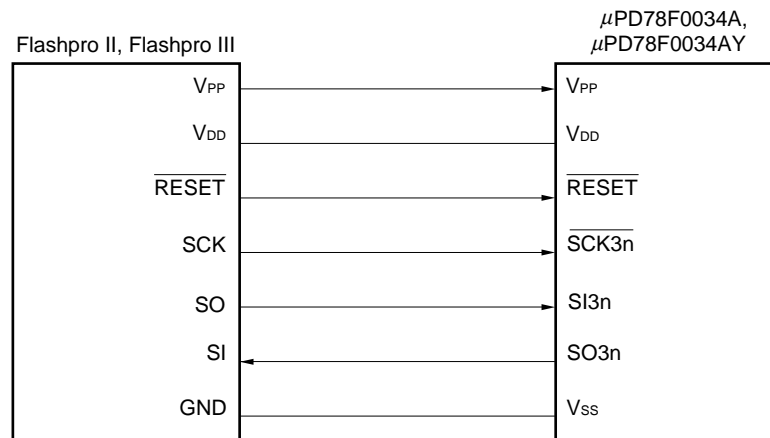 Flashpro II, Flashpro III
μPD78F0034A,
μPD78F0034AY
VPP
VPP
VDD
VDD
RESET
RESET
SCK
SCK3n
SO
SI3n
SI
SO3n
GND
VSS